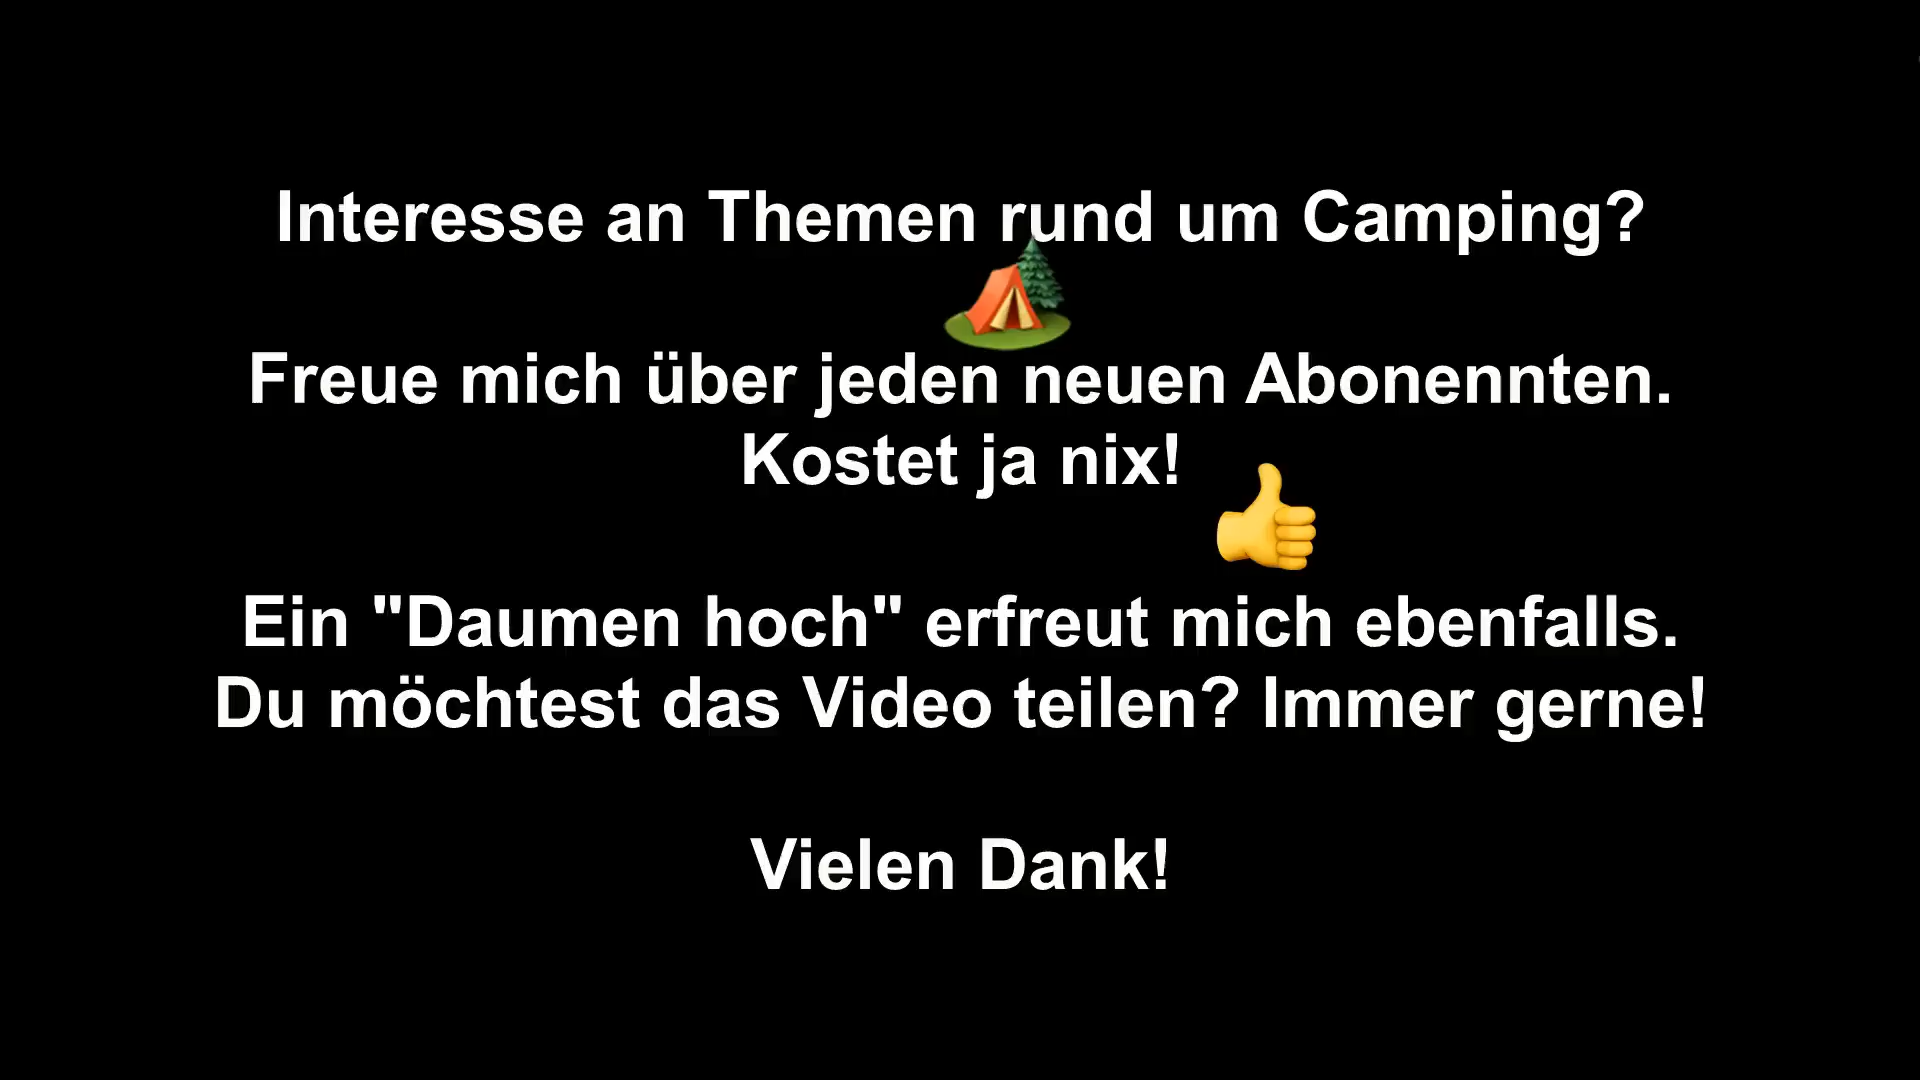 Interesse an Themen rund um Camping?
Freue mich über jeden neuen Abonennten.
Kostet ja nix!
Ein "Daumen hoch" erfreut mich ebenfalls.
Du möchtest das Video teilen? Immer gerne!
Vielen Dank!